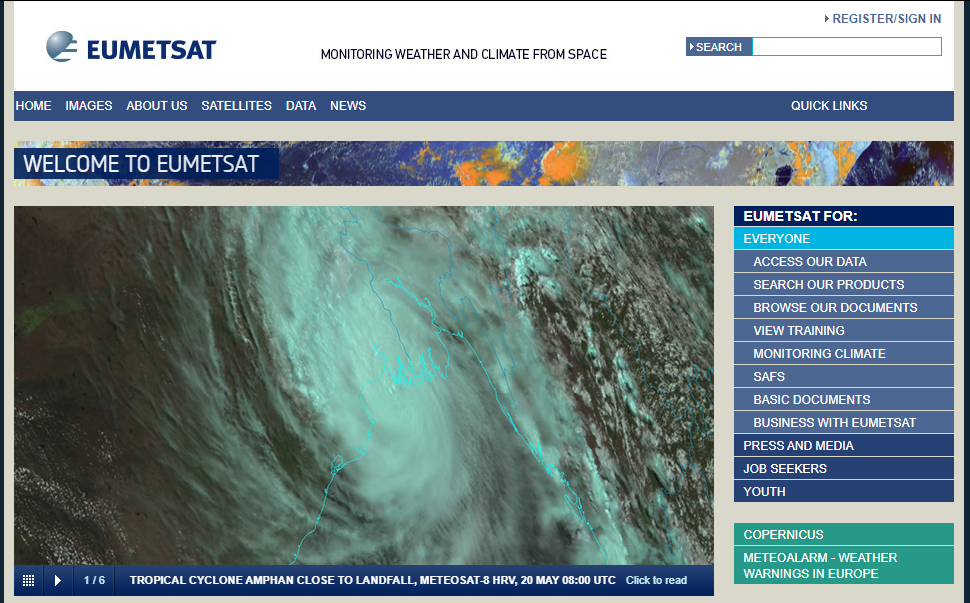 REGISTER/SIGN IN
EUMETSAT
MONITORING WEATHER AND CLIMATE FROM SPACE
SEARCH
HOME IMAGES ABOUT US SATELLITES DATA NEWS QUICK LINKS
WELCOME TO EUMETSAT
EUMETSAT FOR:
EVERYONE
ACCESS OUR DATA
SEARCH OUR PRODUCTS
BROWSE OUR DOCUMENTS
VIEW TRAINING
MONITORING CLIMATE
SAFS
BASIC DOCUMENTS
BUSINESS WITH EUMETSAT
PRESS AND MEDIA
JOB SEEKERS
YOUTH
COPERNICUS
METEOALARM - WEATHER
WARNINGS IN EUROPE
1 / 6 TROPICAL CYCLONE AMPHAN CLOSE TO LANDFALL, METEOSAT-8 HRV, 20 MAY 08:00 UTC Click to read